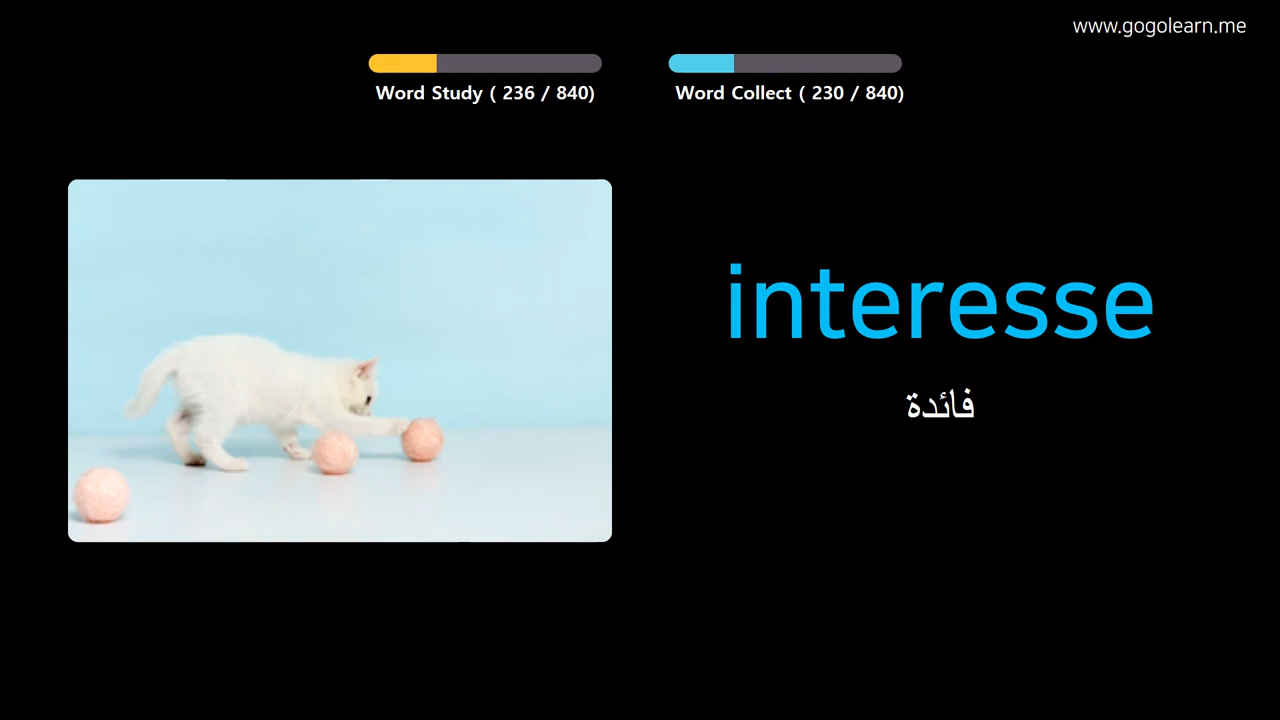 www.gogolearn.me
Word Study ( 236 / 840)
Word Collect ( 230 / 840)
interesse
فائدة